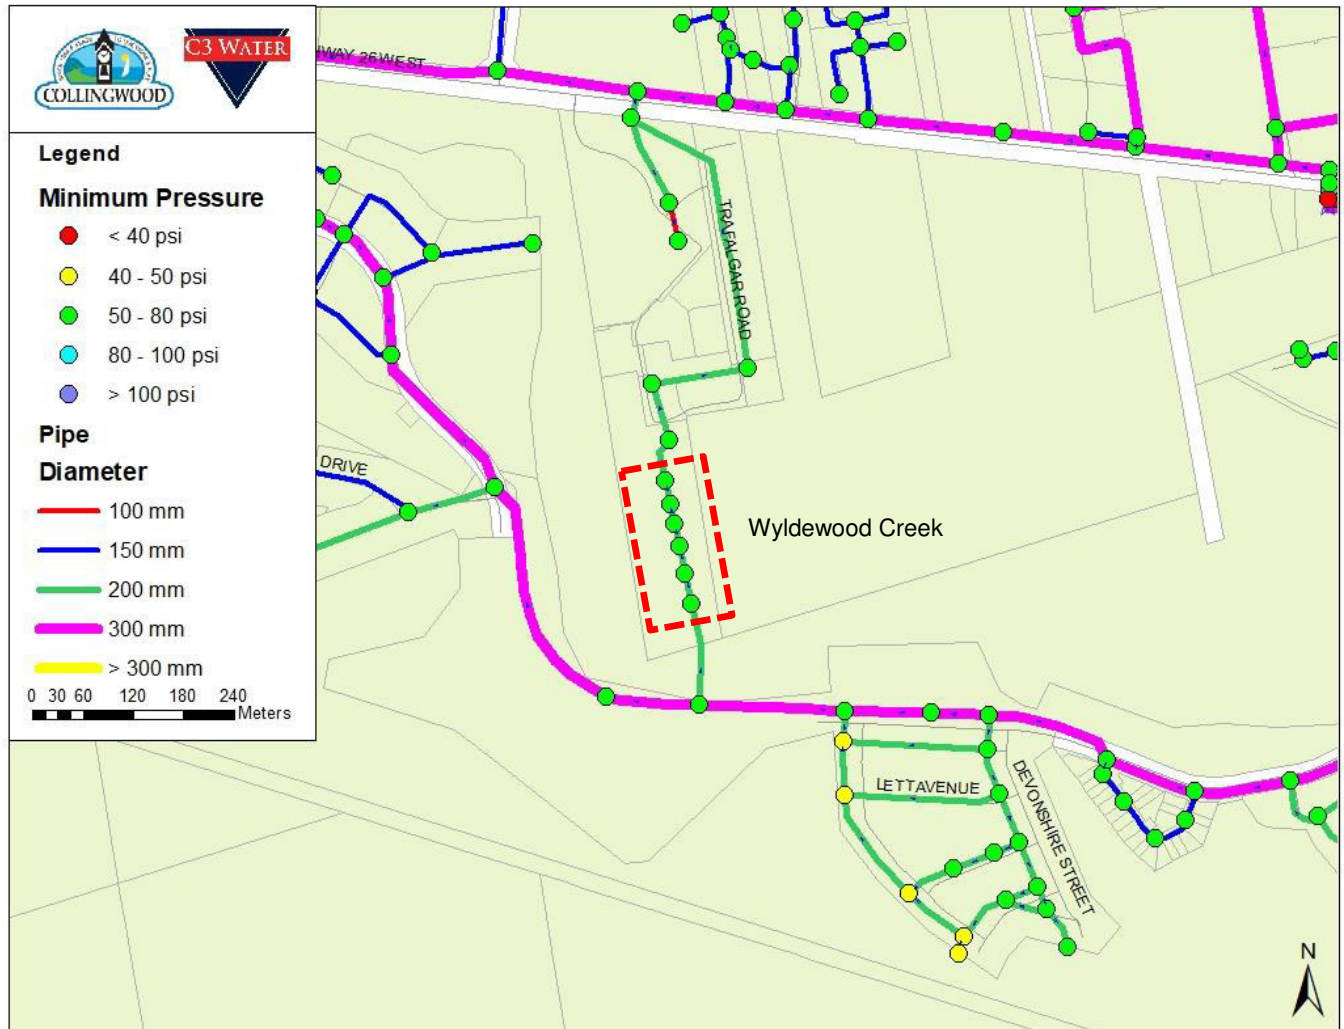 COLLINGWOOD
C3 WATER
Legend
Minimum Pressure
< 40 psi
40 - 50 psi
50 - 80 psi
80 - 100 psi
> 100 psi
Pipe
Diameter
100 mm
150 mm
200 mm
300 mm
> 300 mm
0 30 60 120 180 240
Meters
WAY 26 WEST
TRAFALGAR ROAD
DRIVE
Wyldewood Creek
LETT AVENUE
DEVONSHIRE STREET
N